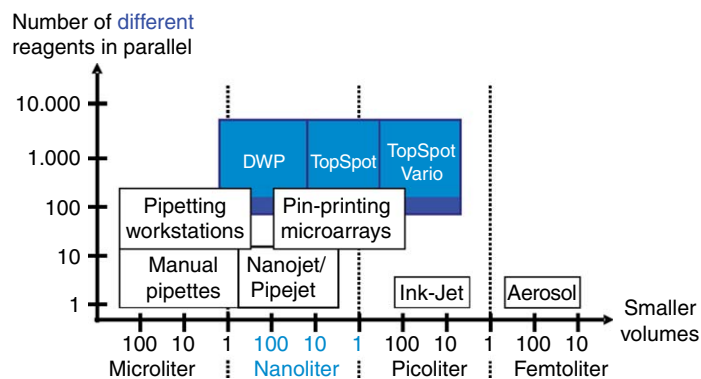 Number of different
reagents in parallel
10.000
1.000
100
10
1
DWP
TopSpot
TopSpot
Vario
Pipetting
workstations
Pin-printing
microarrays
Manual
pipettes
Nanojet/
Pipejet
Ink-Jet
Aerosol
Smaller
volumes
100 10 1 100 10 1 100 10 1 100 10
Microliter Nanoliter Picoliter Femtoliter